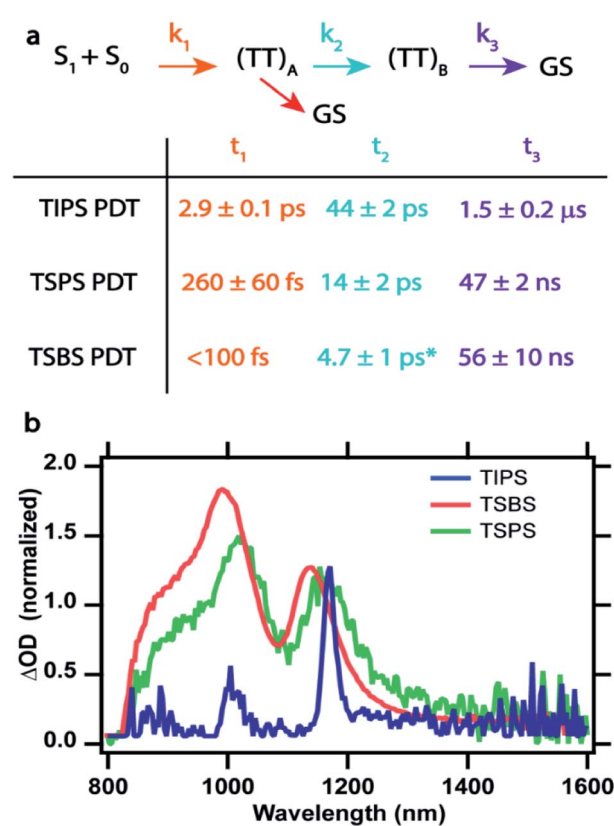 a
S₁ + S₀ k₁ (TT)A k₂ (TT)B k₃ GS
GS
t₁ t₂ t₃
TIPS PDT 2.9 ± 0.1 ps 44 ± 2 ps 1.5 ± 0.2 μs
TSPS PDT 260 ± 60 fs 14 ± 2 ps 47 ± 2 ns
TSBS PDT <100 fs 4.7 ± 1 ps* 56 ± 10 ns
b
2.0
1.5
1.0
0.5
0.0
ΔOD (normalized)
TIPS
TSBS
TSPS
800 1000 1200 1400 1600
Wavelength (nm)